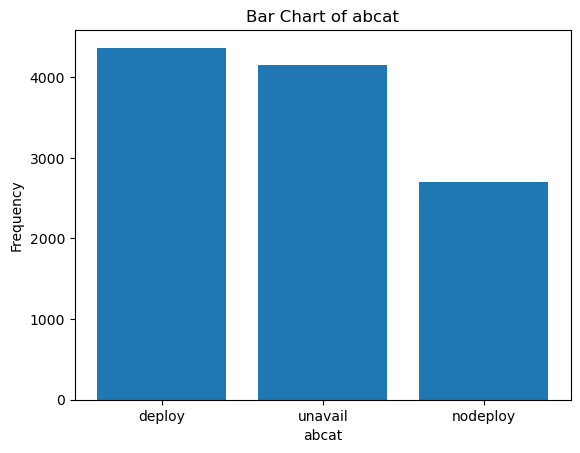 Bar Chart of abcat
4000
3000
2000
1000
0
Frequency
deploy unavail nodeploy
abcat